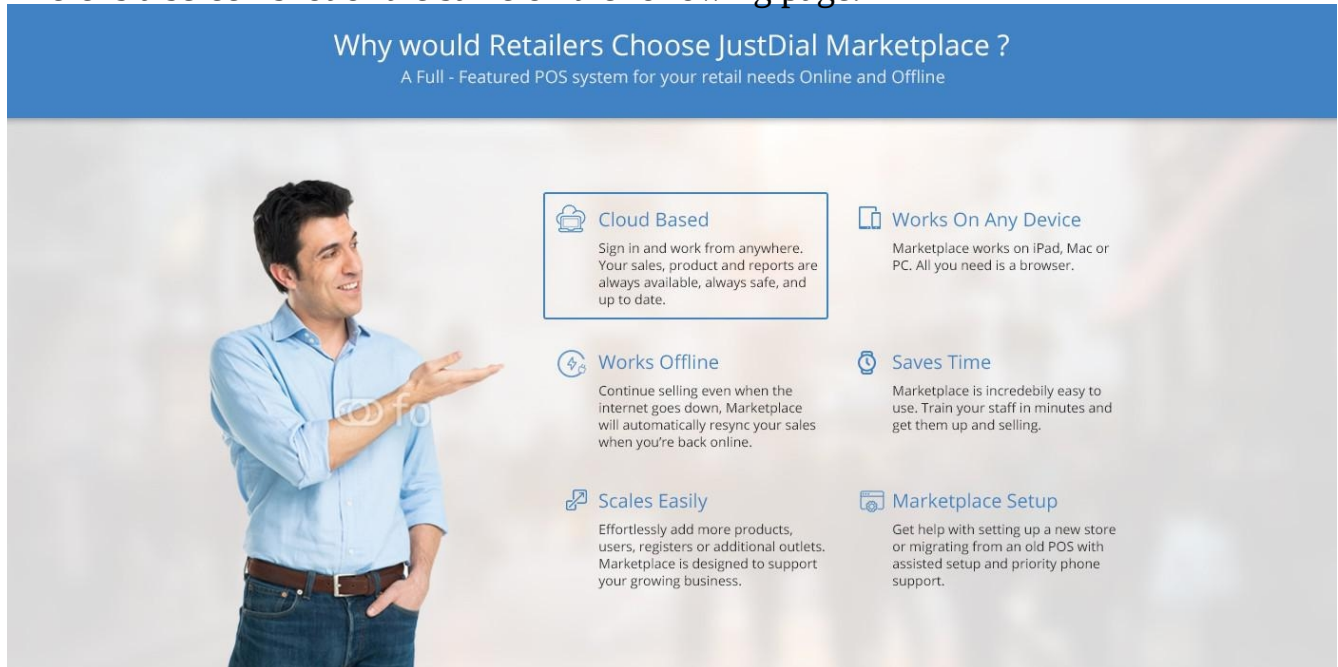 Why would Retailers Choose JustDial Marketplace ?
A Full - Featured POS system for your retail needs Online and Offline
Cloud Based
Sign in and work from anywhere.
Your sales, product and reports are
always available, always safe, and
up to date.
Works On Any Device
Marketplace works on iPad, Mac or
PC. All you need is a browser.
Works Offline
Continue selling even when the
internet goes down, Marketplace
will automatically resync your sales
when you're back online.
Saves Time
Marketplace is incredebily easy to
use. Train your staff in minutes and
get them up and selling.
fo
Scales Easily
Effortlessly add more products,
users, registers or additional outlets.
Marketplace is designed to support
your growing business.
Marketplace Setup
Get help with setting up a new store
or migrating from an old POS with
assisted setup and priority phone
support.